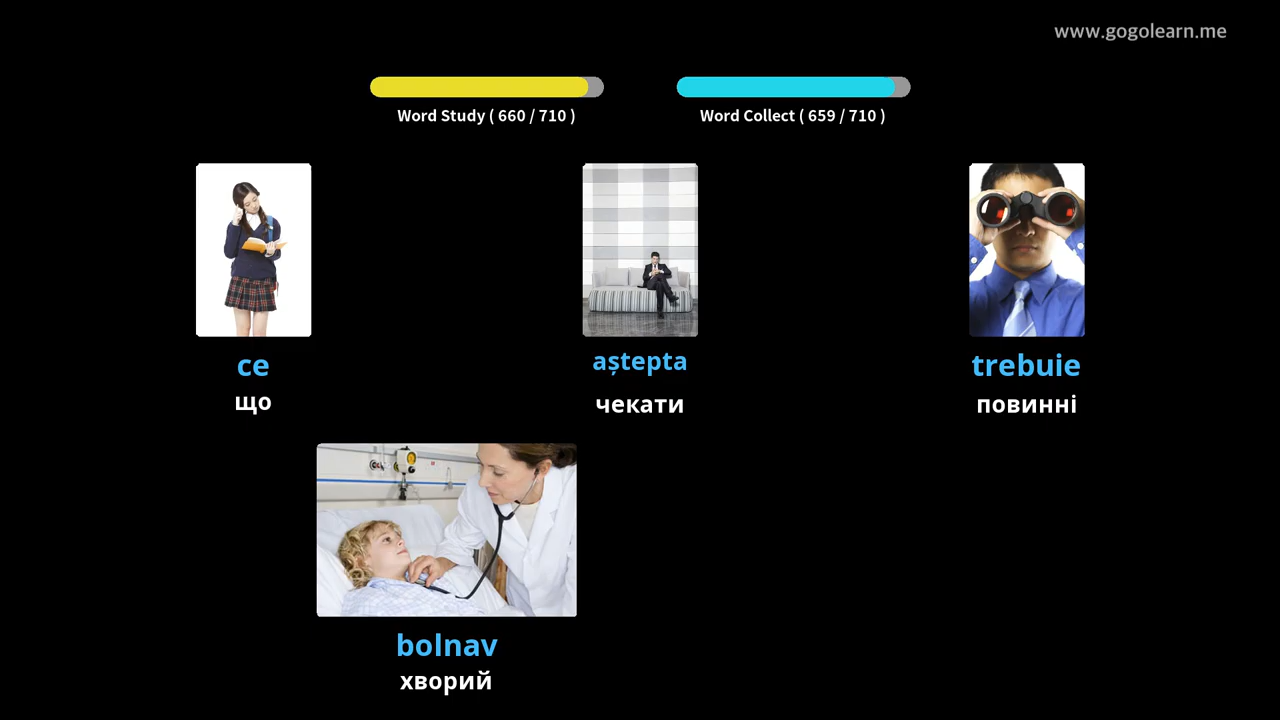 www.gogolearn.me
Word Study ( 660 / 710 )
Word Collect ( 659 / 710 )
ce
що
aștepta
чекати
trebuie
повинні
bolnav
хворий